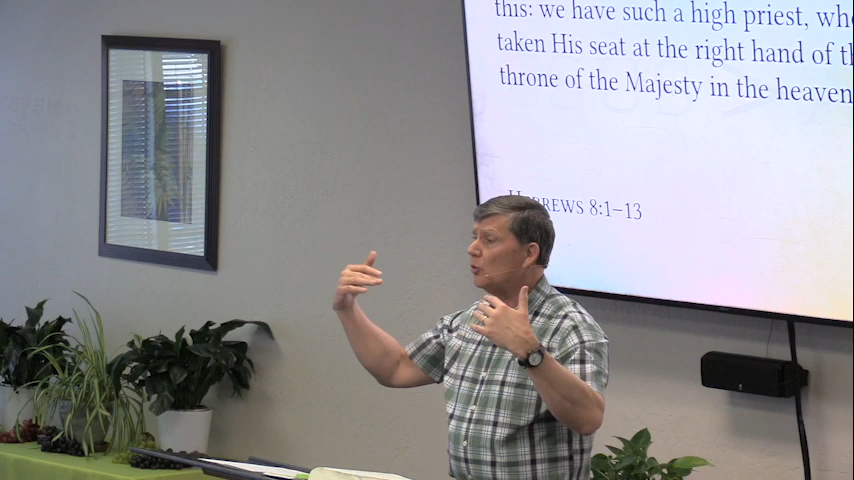 this: we have such a high priest, who
taken His seat at the right hand of th
throne of the Majesty in the heaven
Hebrews 8:1–13